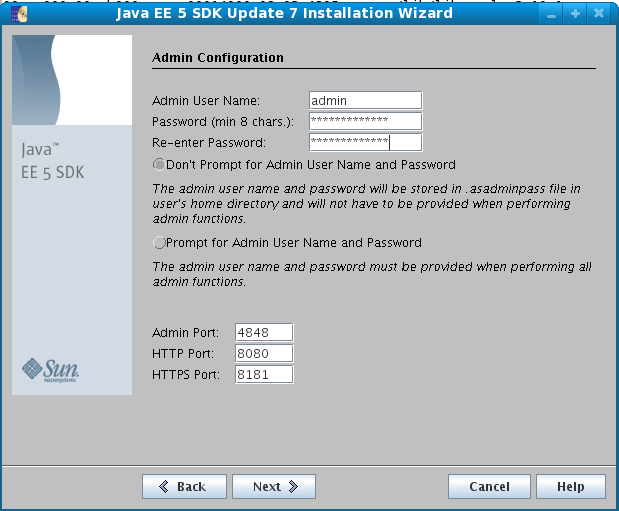 Java EE 5 SDK Update 7 Installation Wizard
Java™
EE 5 SDK
Sun
microsystems
Admin Configuration
Admin User Name: admin
Password (min 8 chars.): *************
Re-enter Password: *************
Don't Prompt for Admin User Name and Password
The admin user name and password will be stored in .asadminpass file in
user's home directory and will not have to be provided when performing
admin functions.
Prompt for Admin User Name and Password
The admin user name and password must be provided when performing all
admin functions.
Admin Port: 4848
HTTP Port: 8080
HTTPS Port: 8181
Back Next Cancel Help